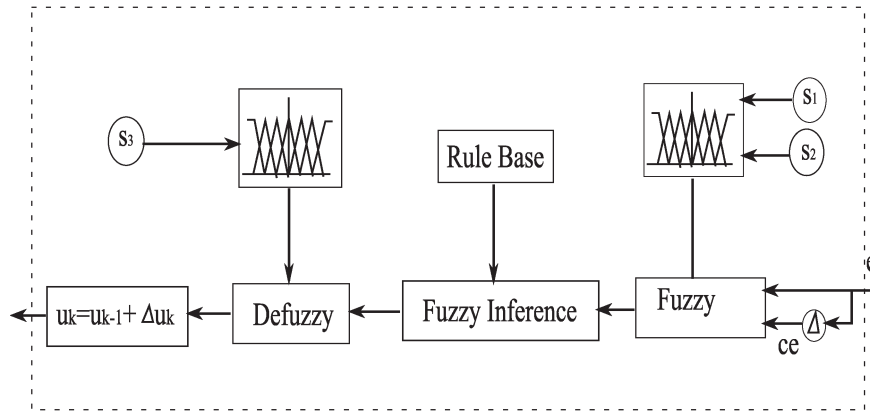 S1
S3
S2
Rule Base
e
Fuzzy
uk=uk-1+ Δuk
Defuzzy
Fuzzy Inference
Δ
ce